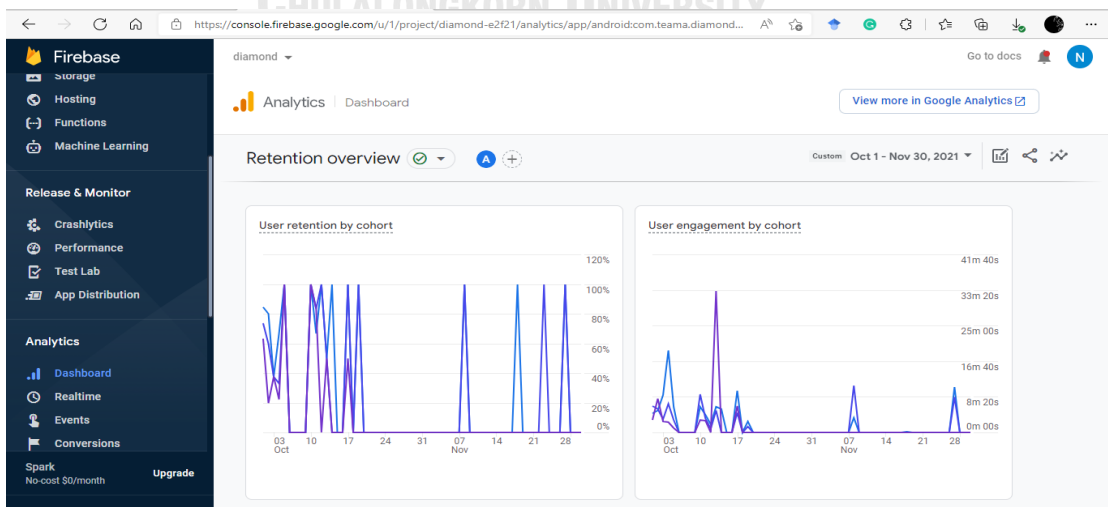 CHULALONGKORN UNIVERSITY
https://console.firebase.google.com/u/1/project/diamond-e2f21/analytics/app/android:com.teama.diamond...
Firebase
diamond
Go to docs
N
Storage
Hosting
Functions
Machine Learning
Analytics Dashboard
View more in Google Analytics
Retention overview
A
Custom Oct 1 - Nov 30, 2021
Release & Monitor
Crashlytics
Performance
Test Lab
App Distribution
Analytics
Dashboard
Realtime
Events
Conversions
Spark
No-cost $0/month
Upgrade
User retention by cohort
120%
100%
80%
60%
40%
20%
0%
03 10 17 24 31 07 14 21 28
Oct Nov
User engagement by cohort
41m 40s
33m 20s
25m 00s
16m 40s
8m 20s
0m 00s
03 10 17 24 31 07 14 21 28
Oct Nov